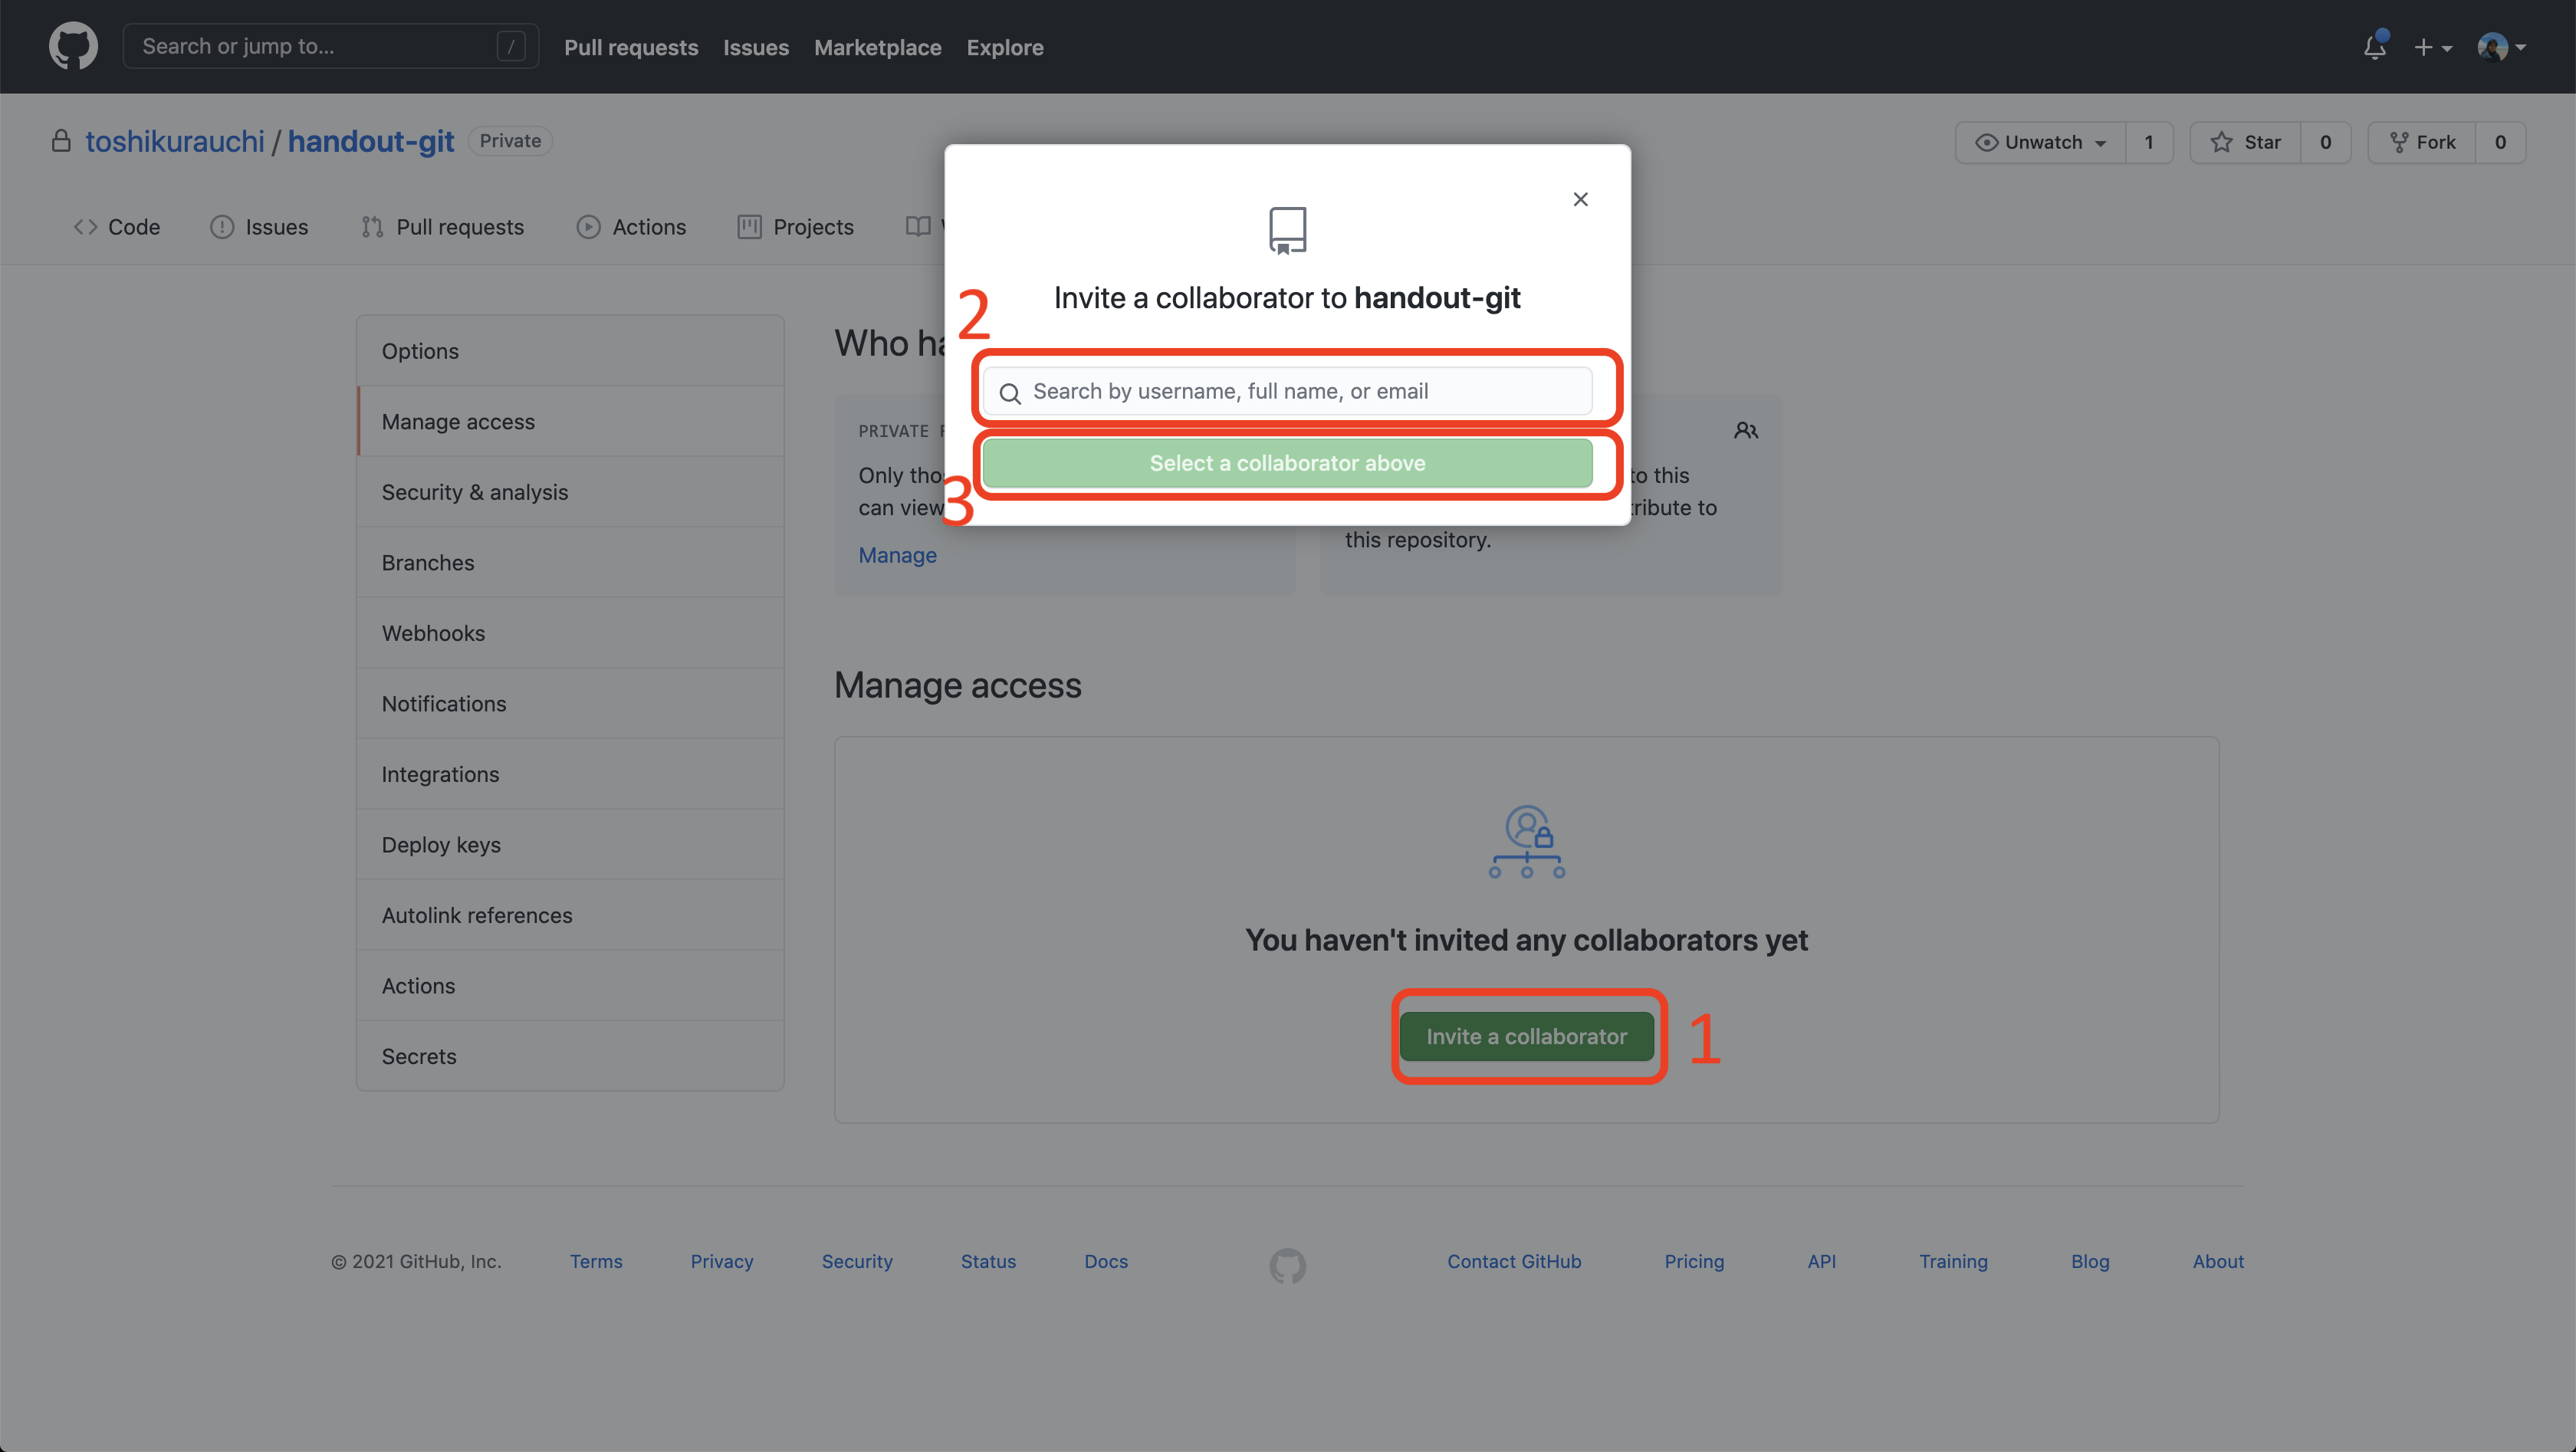 Search or jump to... /
Pull requests Issues Marketplace Explore
toshikurauchi / handout-git Private
Unwatch 1 Star 0 Fork 0
Code Issues Pull requests Actions Projects
Invite a collaborator to handout-git
2
Search by username, full name, or email
Select a collaborator above
3
Options
Manage access
Security & analysis
Branches
Webhooks
Notifications
Integrations
Deploy keys
Autolink references
Actions
Secrets
Who
PRIVATE
Only
can view
Manage
to this
to
this repository.
Manage access
You haven't invited any collaborators yet
Invite a collaborator 1
© 2021 GitHub, Inc. Terms Privacy Security Status Docs Contact GitHub Pricing API Training Blog About